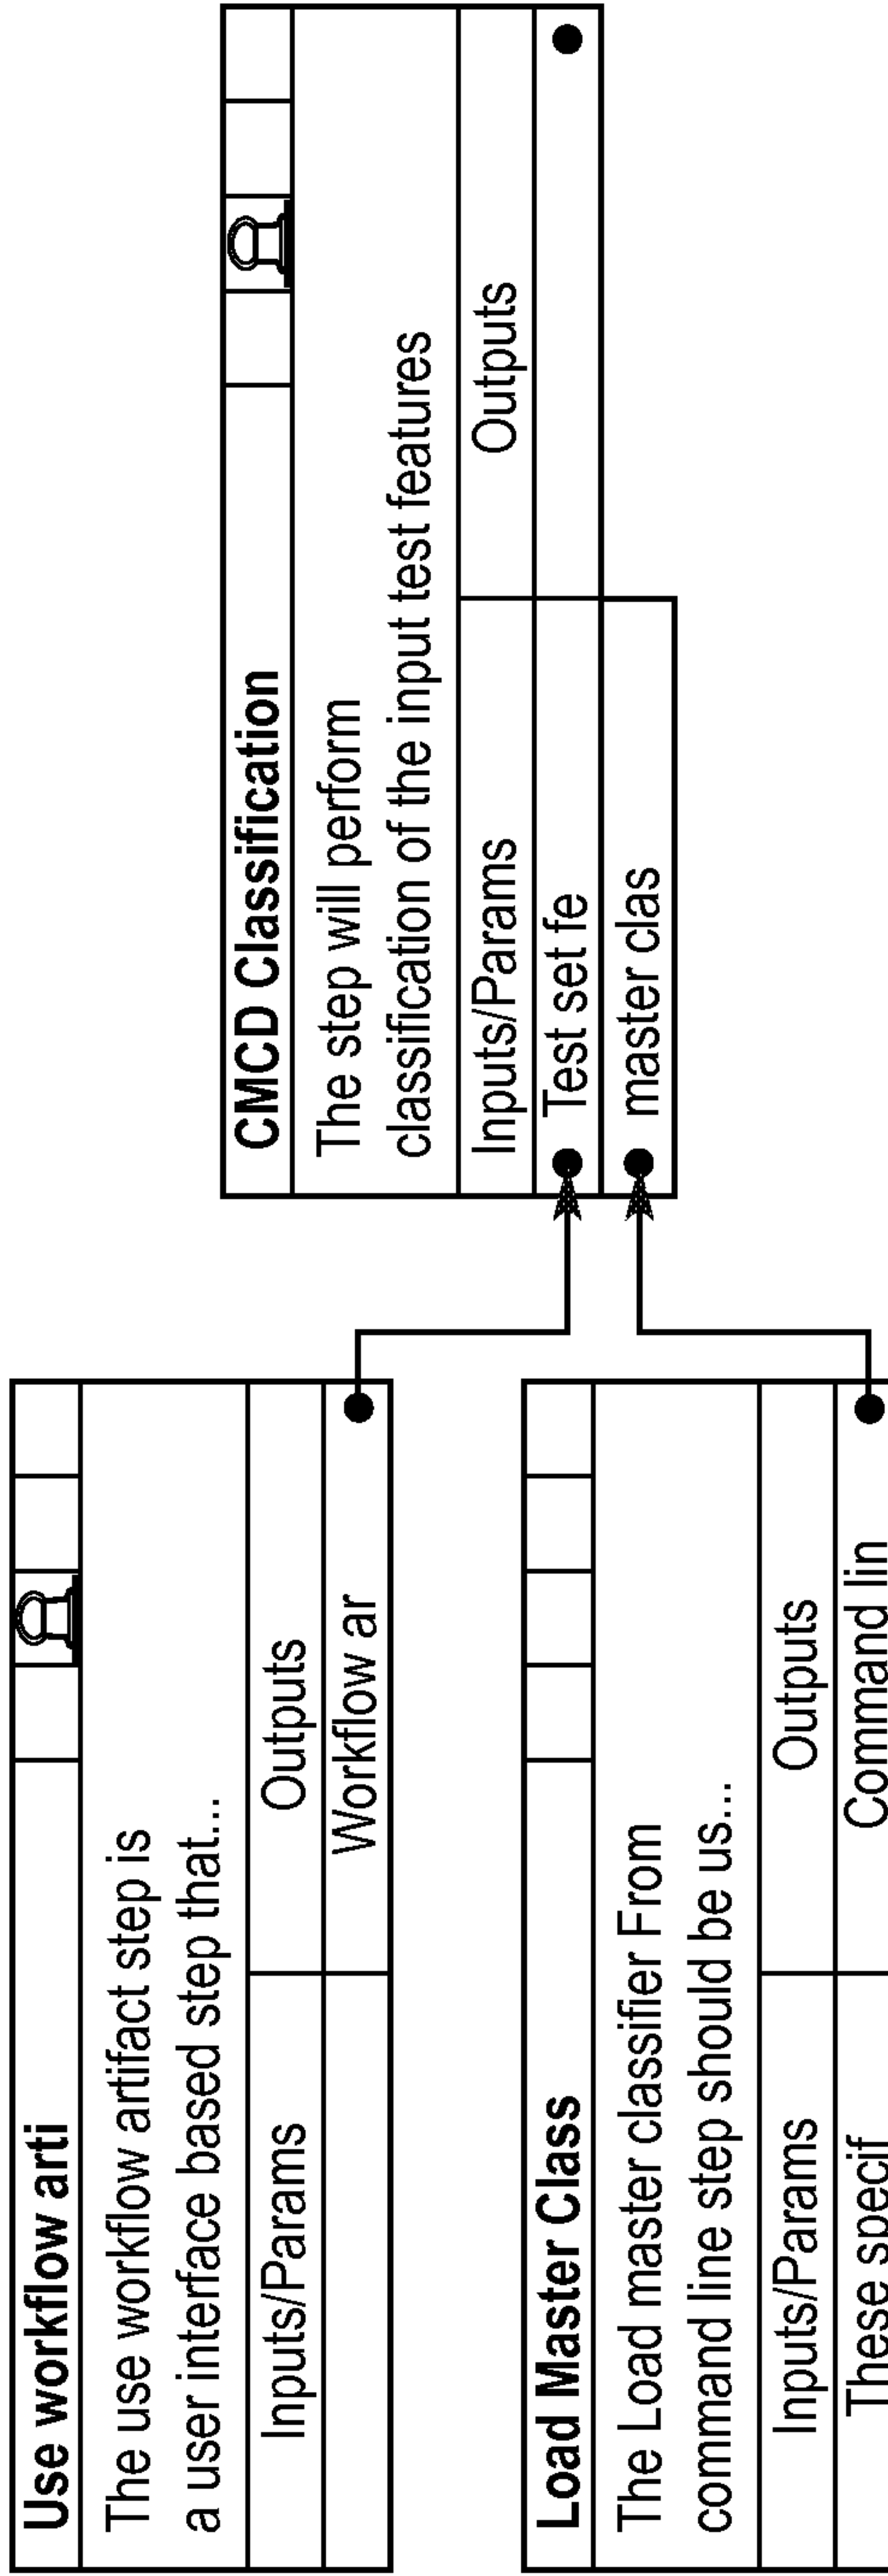 Use workflow arti
The use workflow artifact step is
a user interface based step that...
Inputs/Params
Outputs
Workflow ar
Load Master Class
The Load master classifier From
command line step should be us...
Inputs/Params
Outputs
These specif
Command lin
CMCD Classification
The step will perform
classification of the input test features
Inputs/Params
Outputs
Test set fe
master clas